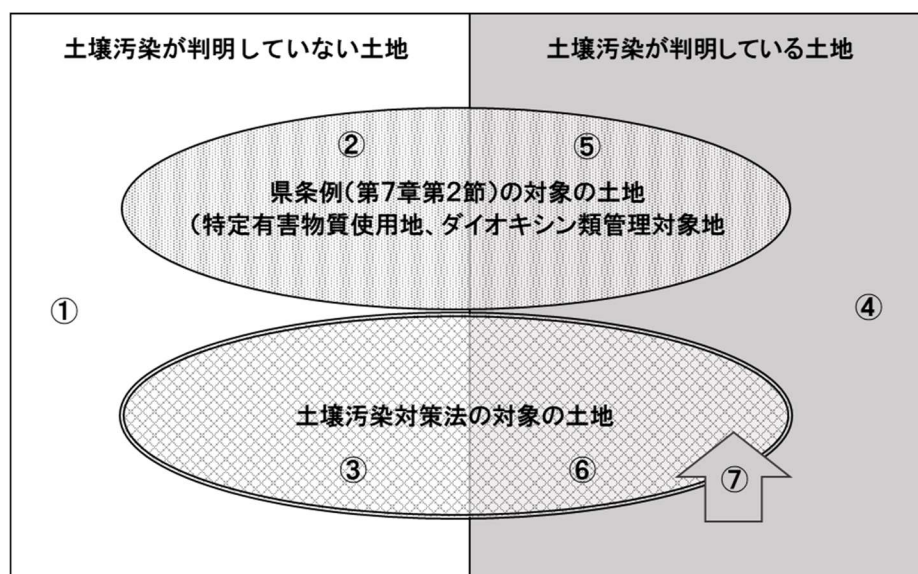 土壌汚染が判明していない土地
土壌汚染が判明している土地
②
⑤
県条例(第7章第2節)の対象の土地
(特定有害物質使用地、ダイオキシン類管理対象地
①
④
土壌汚染対策法の対象の土地
③
⑥
⑦